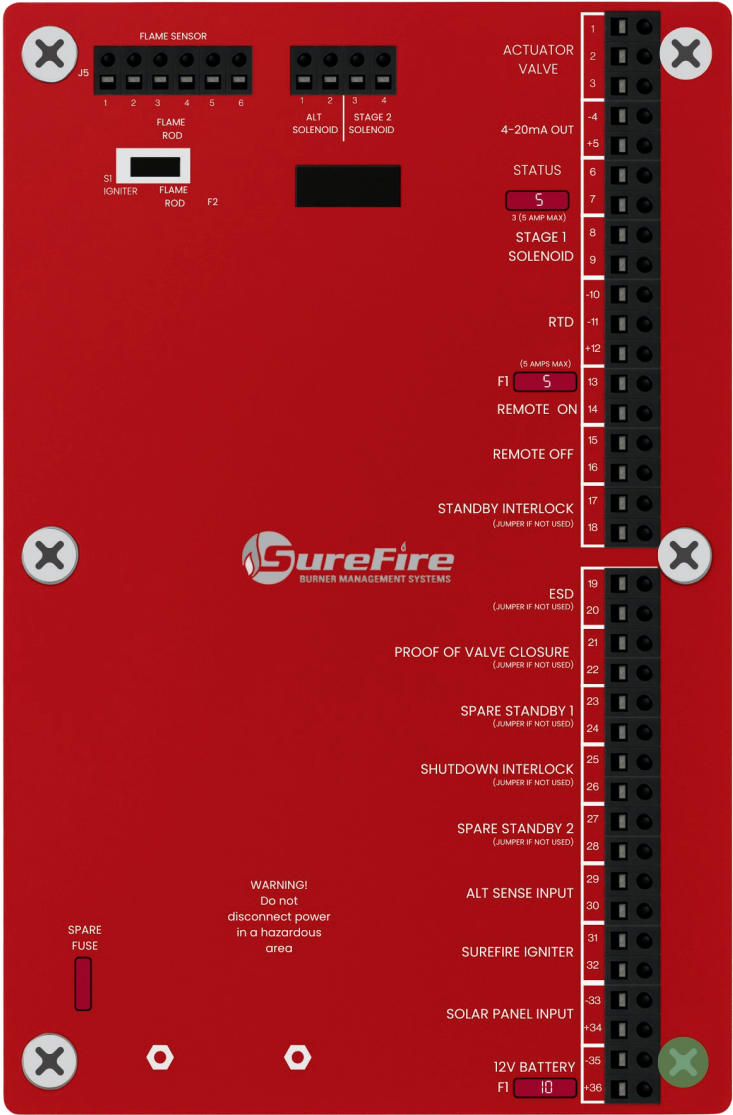 FLAME SENSOR
J5
1 2 3 4 5 6
FLAME
ROD
S1
IGNITER
FLAME
ROD
F2
1 2 3 4
ALT
SOLENOID
STAGE 2
SOLENOID
ACTUATOR
VALVE
1
2
3
4-20mA OUT
-4
+5
STATUS
6
7
5
3 (5 AMP MAX)
STAGE 1
SOLENOID
8
9
RTD
-10
-11
+12
(5 AMPS MAX)
F1 5
13
REMOTE ON
14
REMOTE OFF
15
16
STANDBY INTERLOCK
(JUMPER IF NOT USED)
17
18
SureFire
BURNER MANAGEMENT SYSTEMS
ESD
(JUMPER IF NOT USED)
19
20
PROOF OF VALVE CLOSURE
(JUMPER IF NOT USED)
21
22
SPARE STANDBY 1
(JUMPER IF NOT USED)
23
24
SHUTDOWN INTERLOCK
(JUMPER IF NOT USED)
25
26
SPARE STANDBY 2
(JUMPER IF NOT USED)
27
28
ALT SENSE INPUT
29
30
SUREFIRE IGNITER
31
32
SOLAR PANEL INPUT
-33
+34
12V BATTERY
-35
F1 10
+36
WARNING!
Do not
disconnect power
in a hazardous
area
SPARE
FUSE